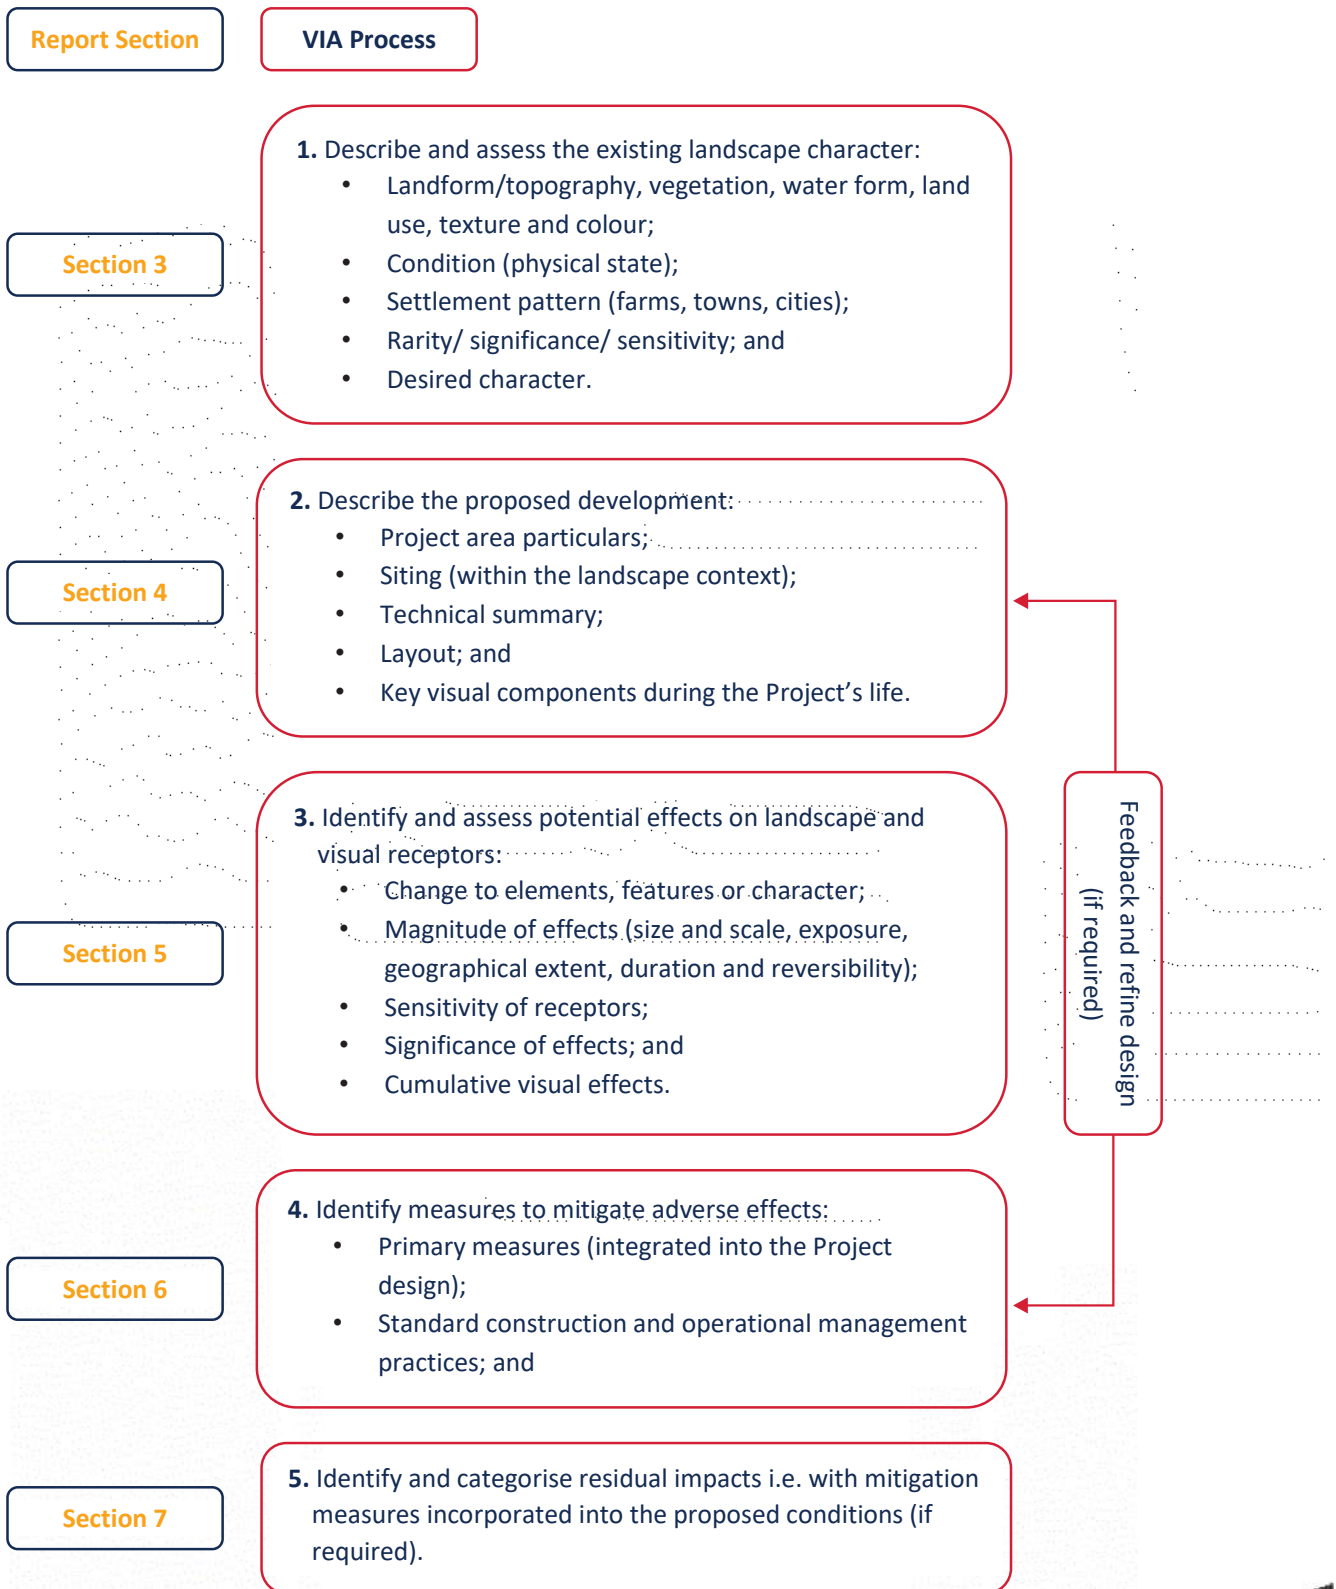 Report Section
VIA Process
1. Describe and assess the existing landscape character:
• Landform/topography, vegetation, water form, land
use, texture and colour;
• Condition (physical state);
• Settlement pattern (farms, towns, cities);
• Rarity/ significance/ sensitivity; and
• Desired character.
Section 3
2. Describe the proposed development:
• Project area particulars;
• Siting (within the landscape context);
• Technical summary;
• Layout; and
• Key visual components during the Project’s life.
Section 4
3. Identify and assess potential effects on landscape and
visual receptors:
• Change to elements, features or character;
• Magnitude of effects (size and scale, exposure,
geographical extent, duration and reversibility);
• Sensitivity of receptors;
• Significance of effects; and
• Cumulative visual effects.
Section 5
Feedback and refine design
(if required)
4. Identify measures to mitigate adverse effects:
• Primary measures (integrated into the Project
design);
• Standard construction and operational management
practices; and
Section 6
5. Identify and categorise residual impacts i.e. with mitigation
measures incorporated into the proposed conditions (if
required).
Section 7